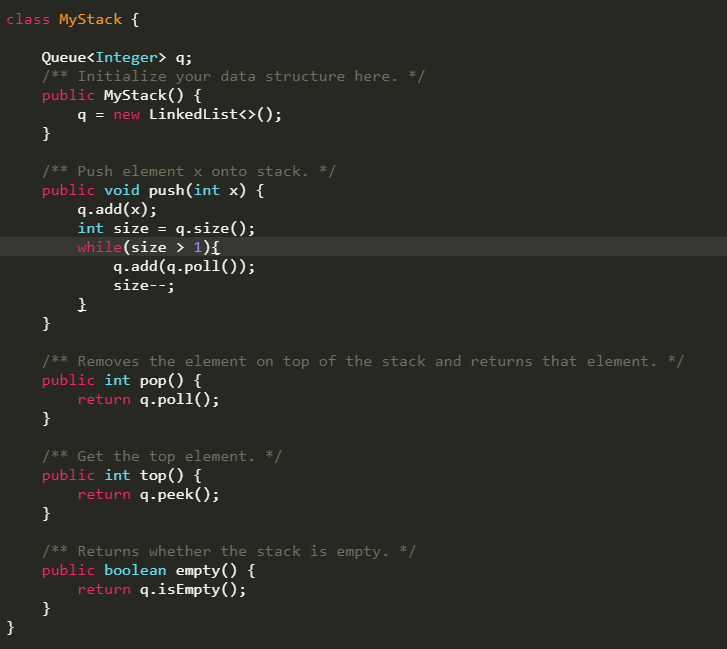 class MyStack {
    Queue<Integer> q;
    /** Initialize your data structure here. */
    public MyStack() {
        q = new LinkedList<>();
    }
    /** Push element x onto stack. */
    public void push(int x) {
        q.add(x);
        int size = q.size();
        while(size > 1){
            q.add(q.poll());
            size--;
        }
    }
    /** Removes the element on top of the stack and returns that element. */
    public int pop() {
        return q.poll();
    }
    /** Get the top element. */
    public int top() {
        return q.peek();
    }
    /** Returns whether the stack is empty. */
    public boolean empty() {
        return q.isEmpty();
    }
}